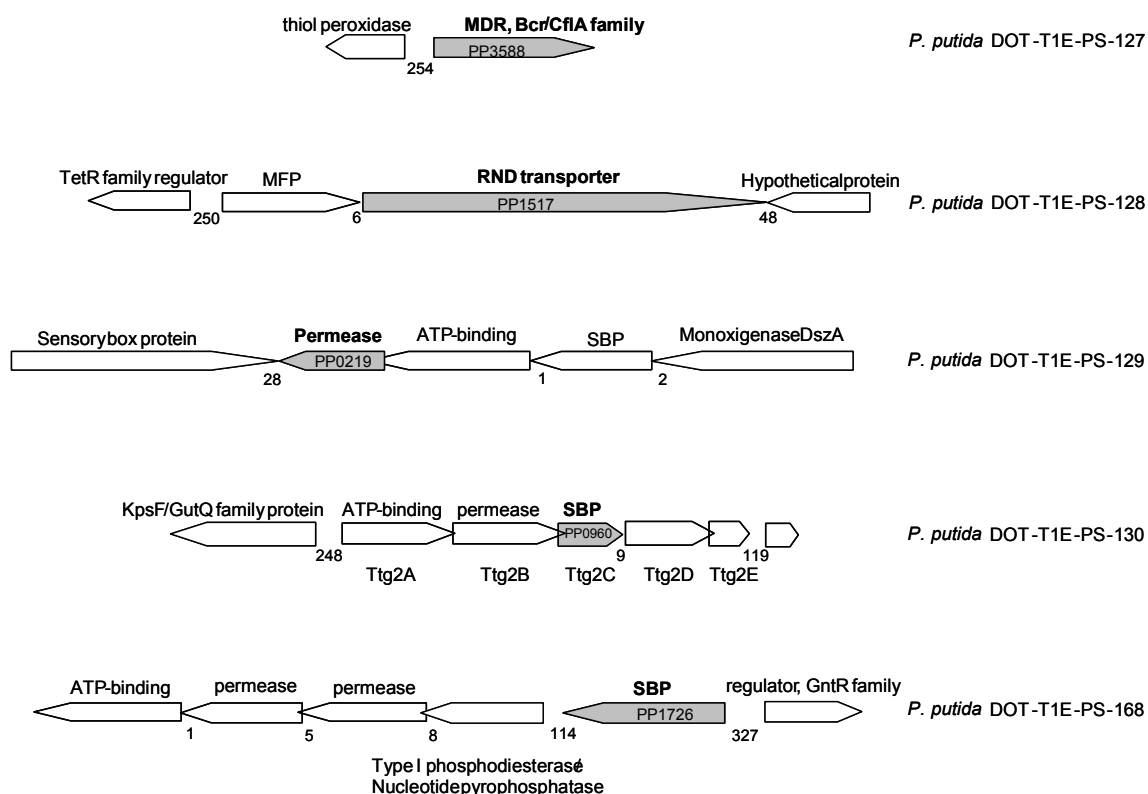 thiol peroxidase MDR, Bcr/CflA family
PP3588 P. putida DOT-T1E-PS-127
254
TetR family regulator MFP RND transporter Hypotheticalprotein
PP1517 P. putida DOT-T1E-PS-128
250 6 48
Sensorybox protein Permease ATP-binding SBP MonoxigenaseDszA
PP0219 P. putida DOT-T1E-PS-129
28 1 2
KpsF/GutQ family protein ATP-binding permease SBP
PP0960 P. putida DOT-T1E-PS-130
248 9 119
Ttg2A Ttg2B Ttg2C Ttg2D Ttg2E
ATP-binding permease permease SBP regulator, GntR family
PP1726 P. putida DOT-T1E-PS-168
1 5 8 114 327
Type I phosphodiesterase/
Nucleotidepyrophosphatase